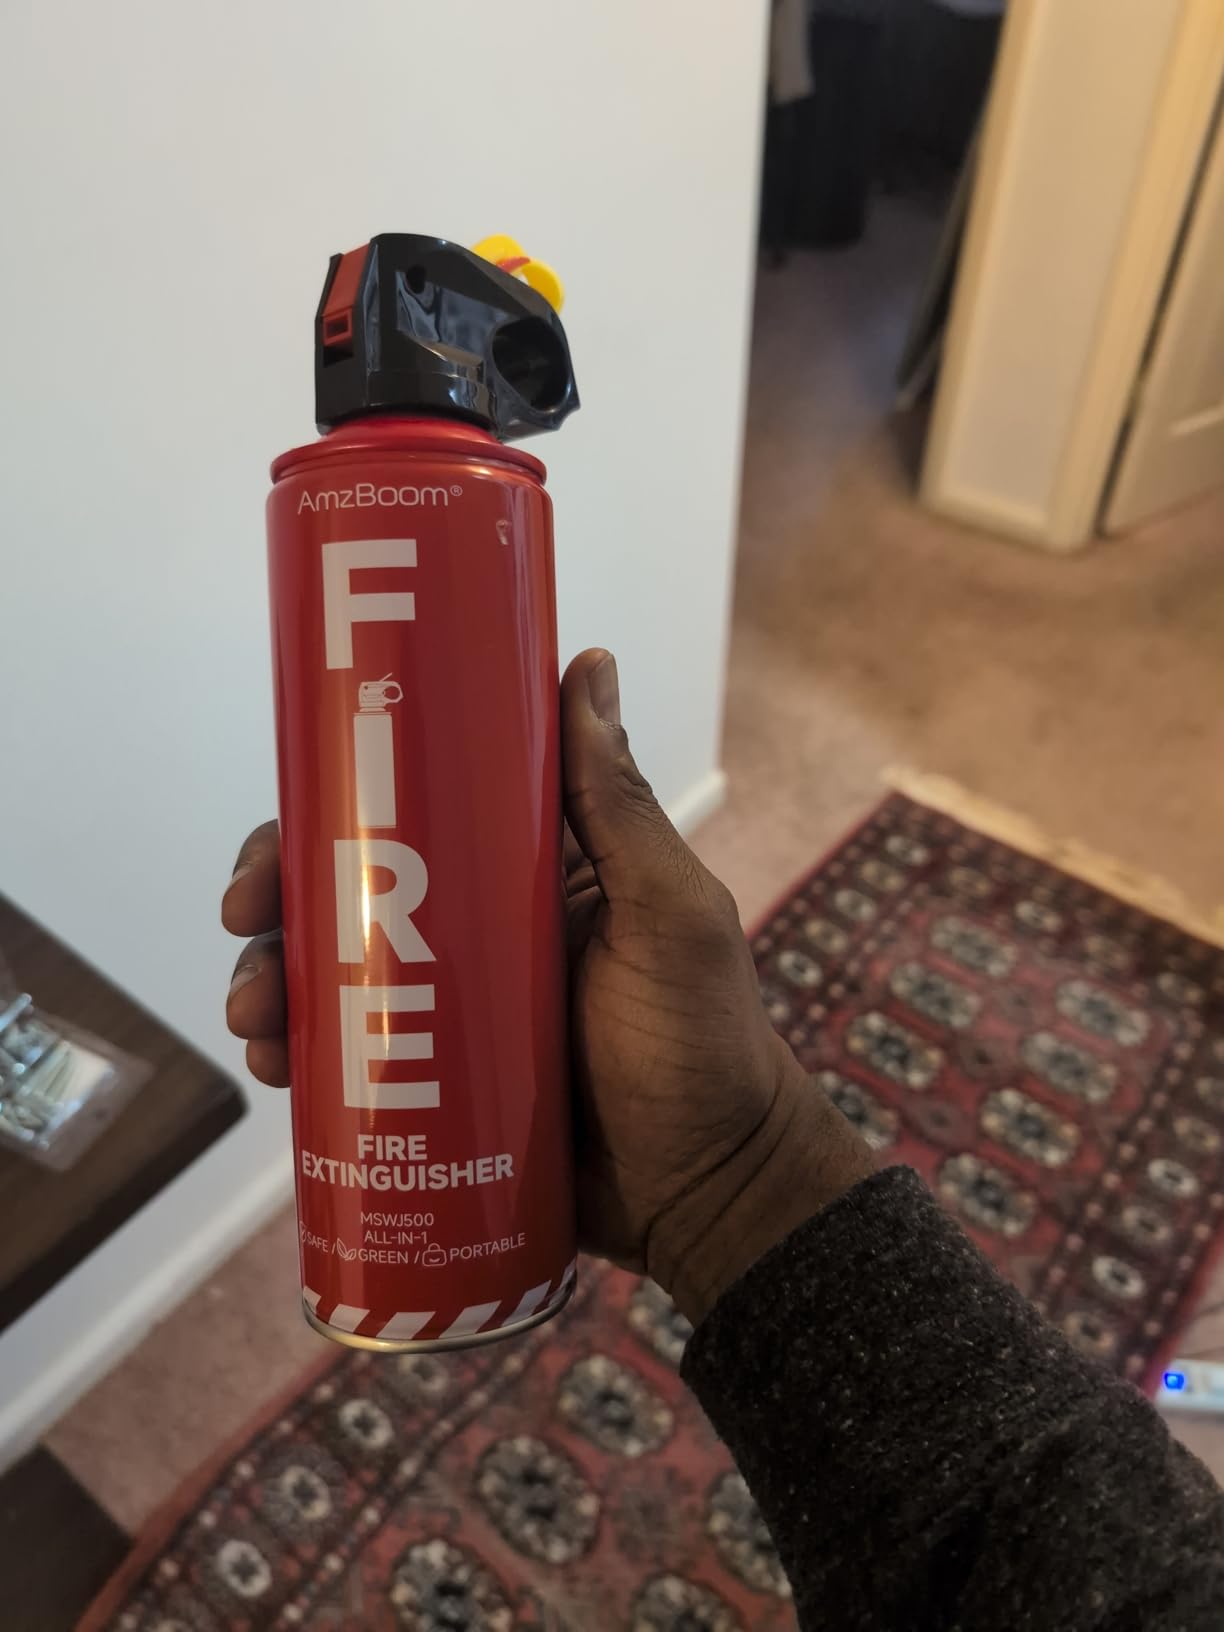 AmzBoom®
FIRE
FIRE
EXTINGUISHER
MSWJ500
ALL-IN-1
SAFE / GREEN / PORTABLE